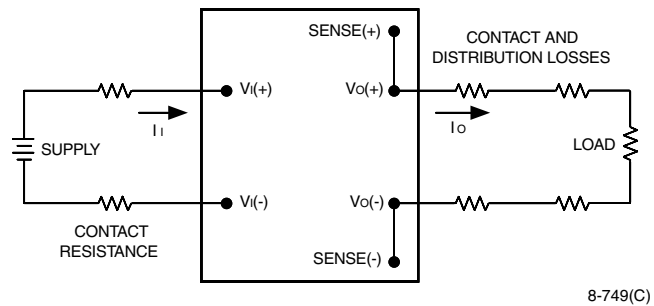 SENSE(+)
CONTACT AND
DISTRIBUTION LOSSES
VI(+)
VO(+)
II
IO
SUPPLY
LOAD
VI(-)
VO(-)
CONTACT
RESISTANCE
SENSE(-)
8-749(C)